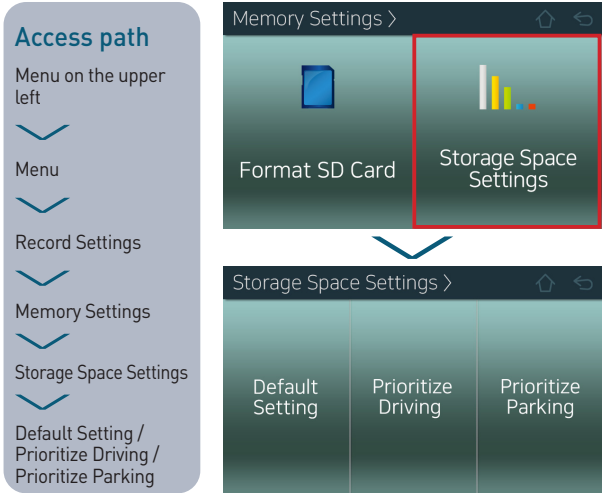 Access path
Menu on the upper
left
Menu
Record Settings
Memory Settings
Storage Space Settings
Default Setting /
Prioritize Driving /
Prioritize Parking
Memory Settings >
Format SD Card
Storage Space
Settings
Storage Space Settings >
Default
Setting
Prioritize
Driving
Prioritize
Parking